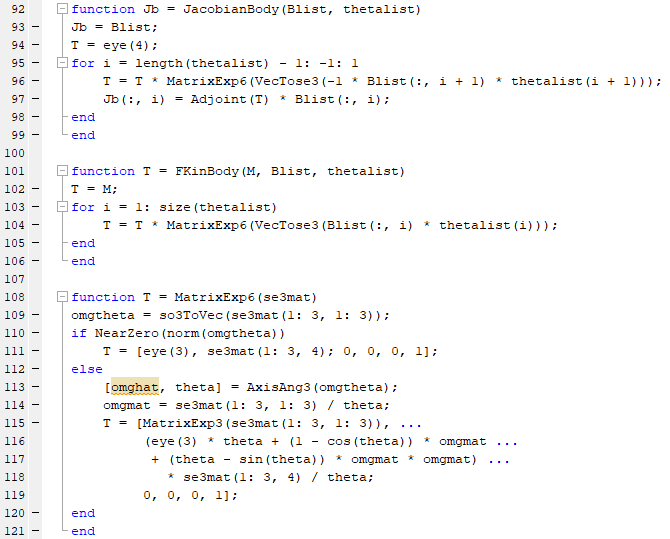 92 function Jb = JacobianBody(Blist, thetalist)
93 — Jb = Blist;
94 — T = eye(4);
95 — for i = length(thetalist) - 1: -1: 1
96 — T = T * MatrixExp6(VecTose3(-1 * Blist(:, i + 1) * thetalist(i + 1)));
97 — Jb(:, i) = Adjoint(T) * Blist(:, i);
98 — end
99 — end
100
101 function T = FKinBody(M, Blist, thetalist)
102 — T = M;
103 — for i = 1: size(thetalist)
104 — T = T * MatrixExp6(VecTose3(Blist(:, i) * thetalist(i)));
105 — end
106 — end
107
108 function T = MatrixExp6(se3mat)
109 — omgtheta = so3ToVec(se3mat(1: 3, 1: 3));
110 — if NearZero(norm(omgtheta))
111 — T = [eye(3), se3mat(1: 3, 4); 0, 0, 0, 1];
112 — else
113 — [omghat, theta] = AxisAng3(omgtheta);
114 — omgmat = se3mat(1: 3, 1: 3) / theta;
115 — T = [MatrixExp3(se3mat(1: 3, 1: 3)), ...
116 (eye(3) * theta + (1 - cos(theta)) * omgmat ...
117 + (theta - sin(theta)) * omgmat * omgmat) ...
118 * se3mat(1: 3, 4) / theta;
119 0, 0, 0, 1];
120 — end
121 — end